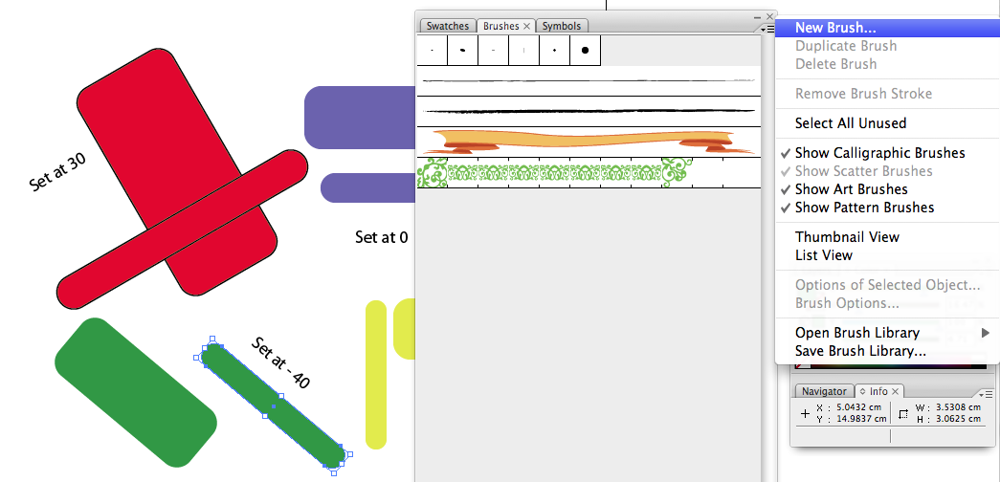 Set at 30
Set at 0
Set at - 40
Swatches
Brushes ×
Symbols
New Brush...
Duplicate Brush
Delete Brush
Remove Brush Stroke
Select All Unused
✓ Show Calligraphic Brushes
✓ Show Scatter Brushes
✓ Show Art Brushes
✓ Show Pattern Brushes
Thumbnail View
List View
Options of Selected Object...
Brush Options...
Open Brush Library
Save Brush Library...
Navigator
Info ×
X : 5.0432 cm
Y : 14.9837 cm
W : 3.5308 cm
H : 3.0625 cm